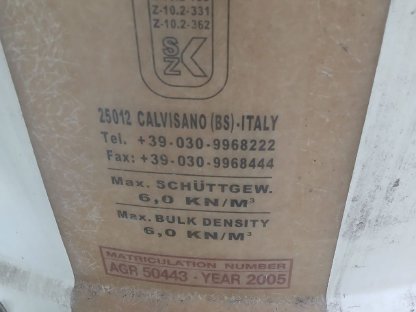 Z-10.2-331
Z-10.2-362
SKZ
25012 CALVISANO (BS)-ITALY
Tel. +39-030-9968222
Fax: +39-030-9968444
Max. SCHÜTTGEW.
6,0 KN/M³
Max. BULK DENSITY
6,0 KN/M³
MATRICULATION NUMBER
AGR 50443 - YEAR 2005